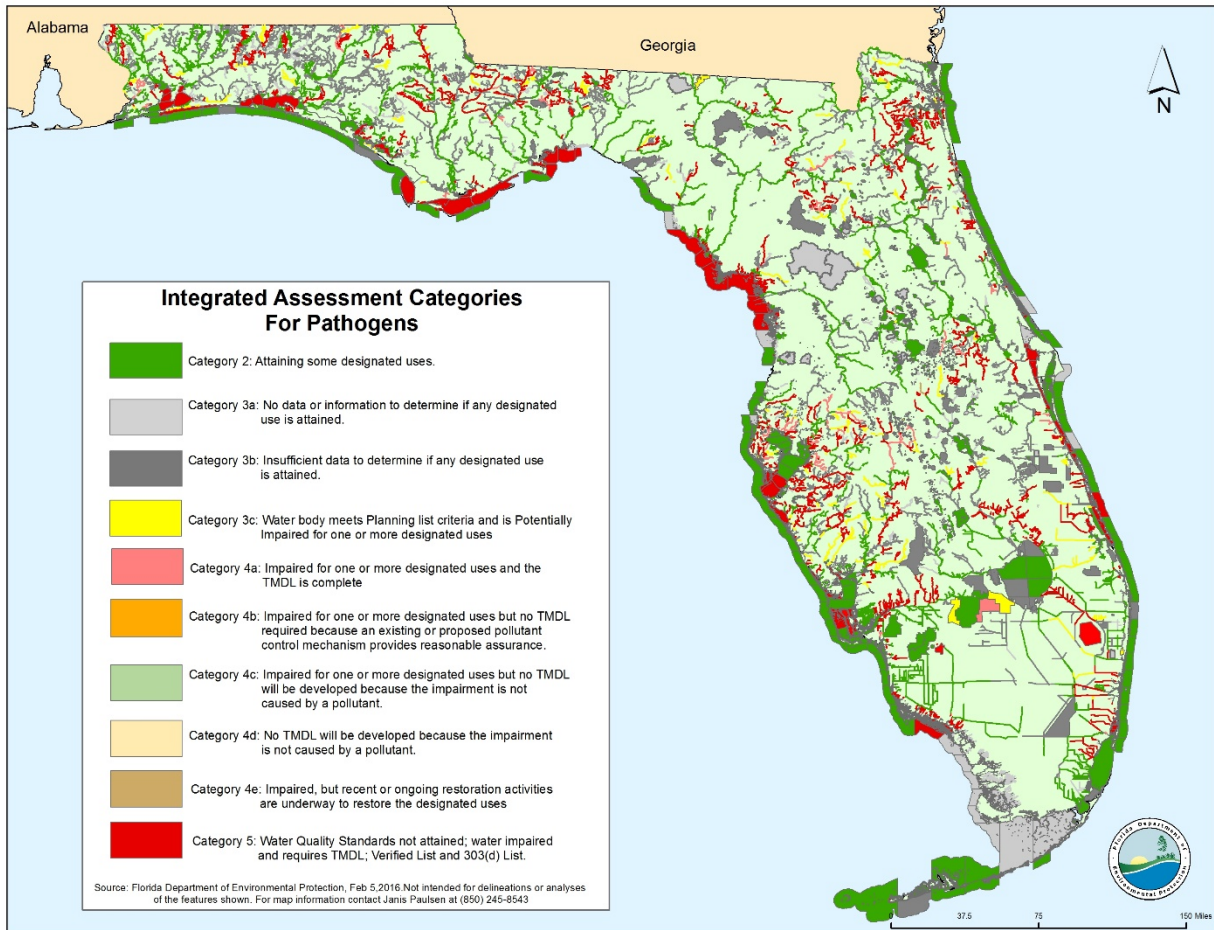 Alabama
Georgia
N
Integrated Assessment Categories
For Pathogens
Category 2: Attaining some designated uses.
Category 3a: No data or information to determine if any designated
use is attained.
Category 3b: Insufficient data to determine if any designated use
is attained.
Category 3c: Water body meets Planning list criteria and is Potentially
Impaired for one or more designated uses
Category 4a: Impaired for one or more designated uses and the
TMDL is complete
Category 4b: Impaired for one or more designated uses but no TMDL
required because an existing or proposed pollutant
control mechanism provides reasonable assurance.
Category 4c: Impaired for one or more designated uses but no TMDL
will be developed because the impairment is not
caused by a pollutant.
Category 4d: No TMDL will be developed because the impairment
is not caused by a pollutant.
Category 4e: Impaired, but recent or ongoing restoration activities
are underway to restore the designated uses
Category 5: Water Quality Standards not attained; water impaired
and requires TMDL; Verified List and 303(d) List.
Source: Florida Department of Environmental Protection, Feb 5,2016.Not intended for delineations or analyses
of the features shown. For map information contact Janis Paulsen at (850) 245-8543
Florida Department of
Environmental Protection
0 37.5 75 150 Miles